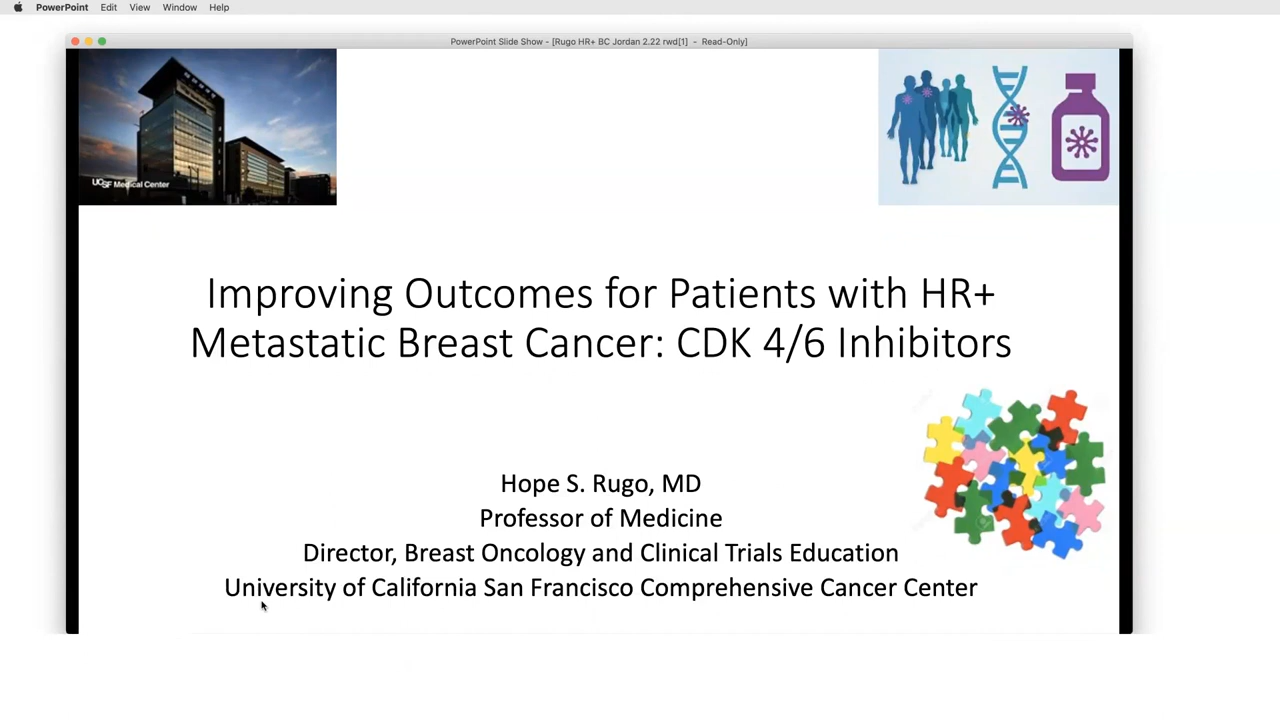 PowerPoint Edit View Window Help
PowerPoint Slide Show - [Rugo HR+ BC Jordan 2.22 rwd[1] - Read-Only]
UCSF Medical Center
Improving Outcomes for Patients with HR+
Metastatic Breast Cancer: CDK 4/6 Inhibitors
Hope S. Rugo, MD
Professor of Medicine
Director, Breast Oncology and Clinical Trials Education
University of California San Francisco Comprehensive Cancer Center